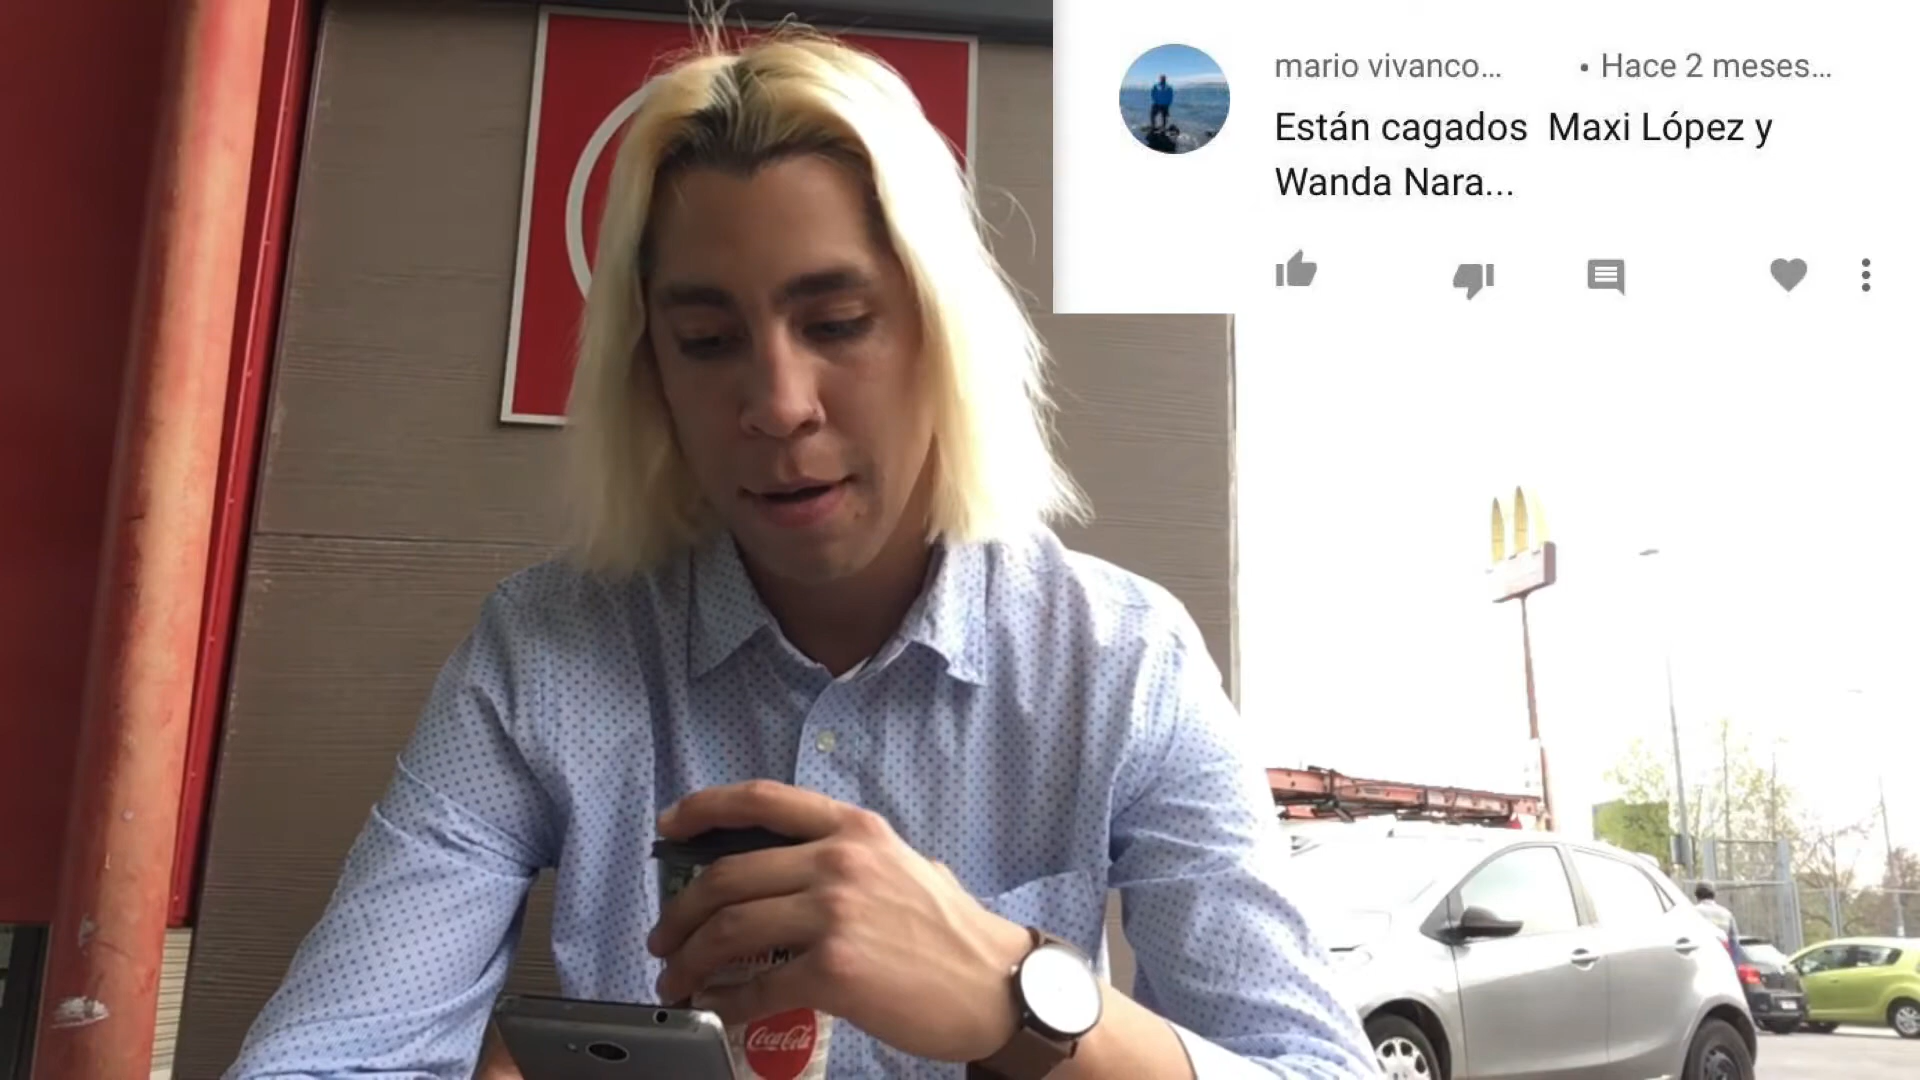 mario vivanco... • Hace 2 meses...
Están cagados  Maxi López y
Wanda Nara...
Coca-Cola